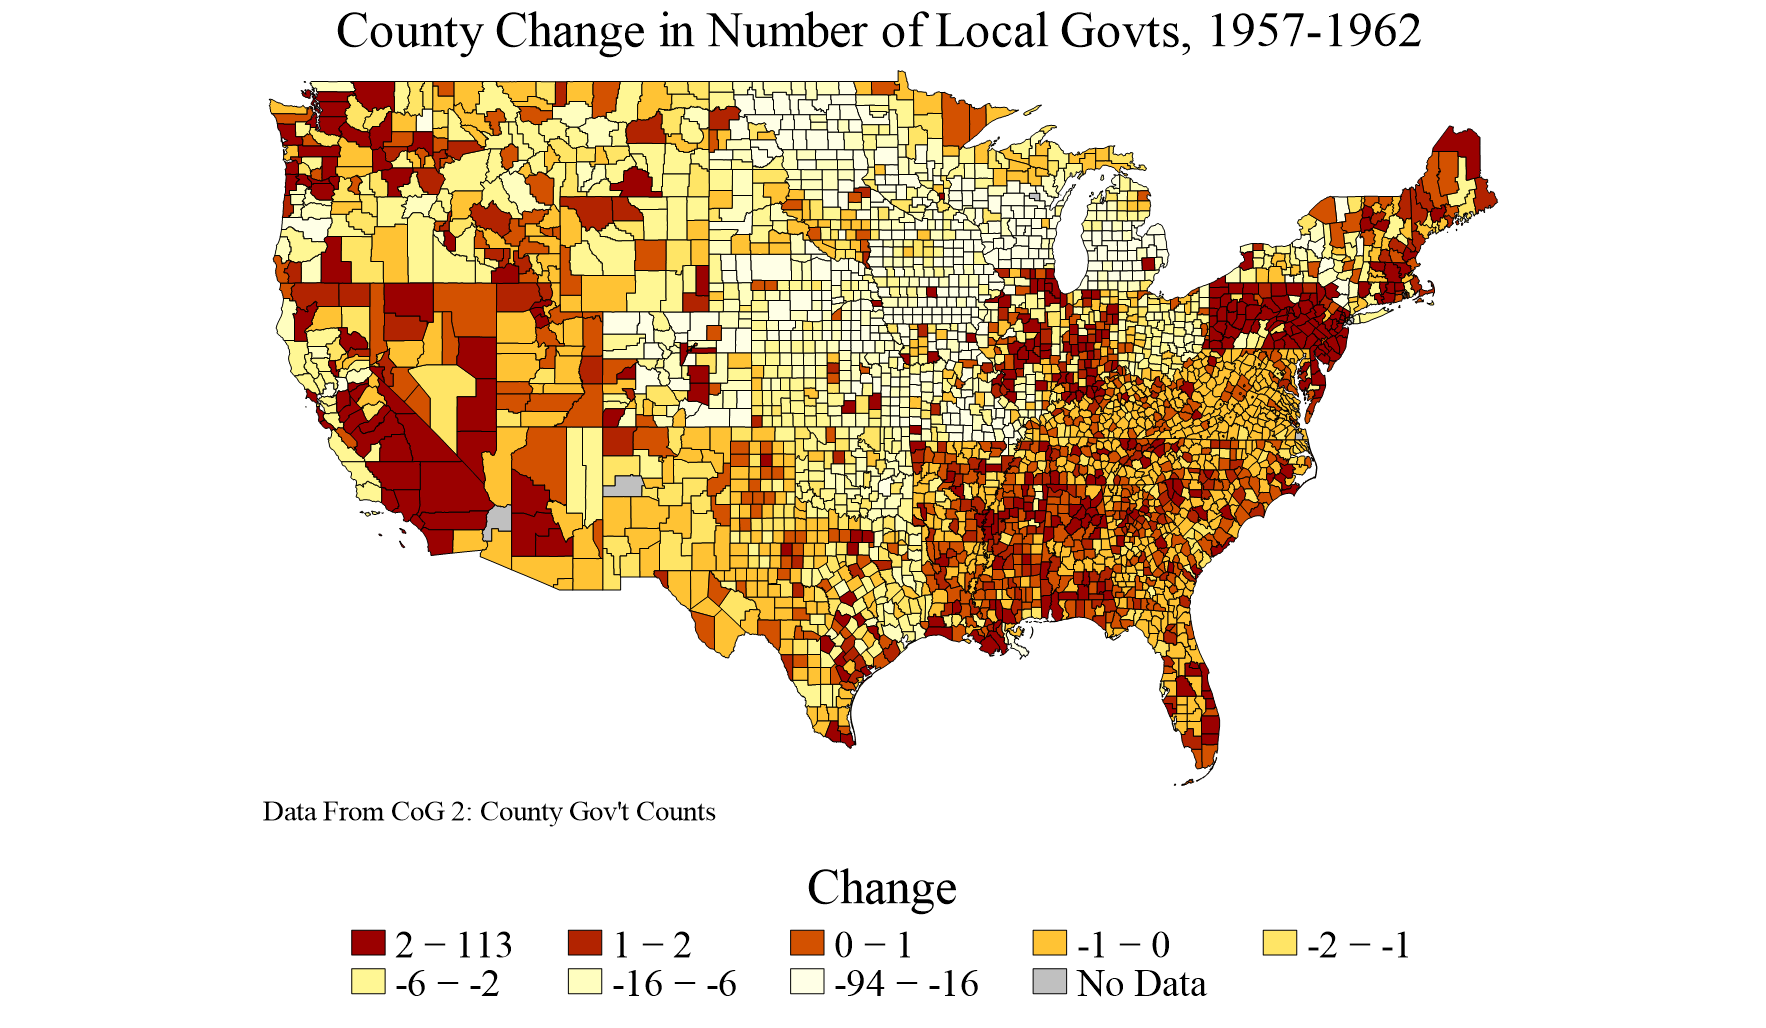 County Change in Number of Local Govts, 1957-1962
Data From CoG 2: County Gov't Counts
Change
2 − 113 1 − 2 0 − 1 -1 − 0 -2 − -1
-6 − -2 -16 − -6 -94 − -16 No Data